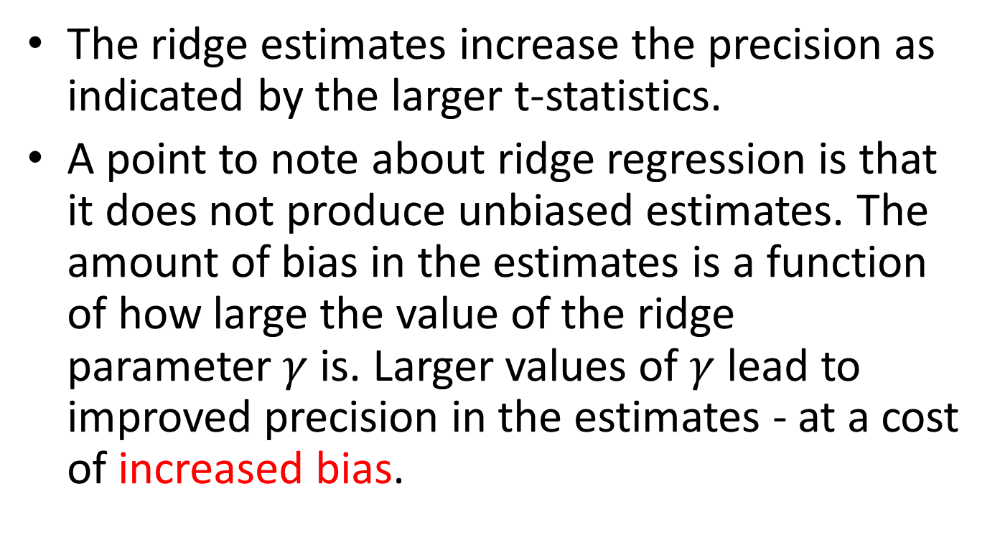 • The ridge estimates increase the precision as
indicated by the larger t-statistics.
• A point to note about ridge regression is that
it does not produce unbiased estimates. The
amount of bias in the estimates is a function
of how large the value of the ridge
parameter γ is. Larger values of γ lead to
improved precision in the estimates - at a cost
of increased bias.